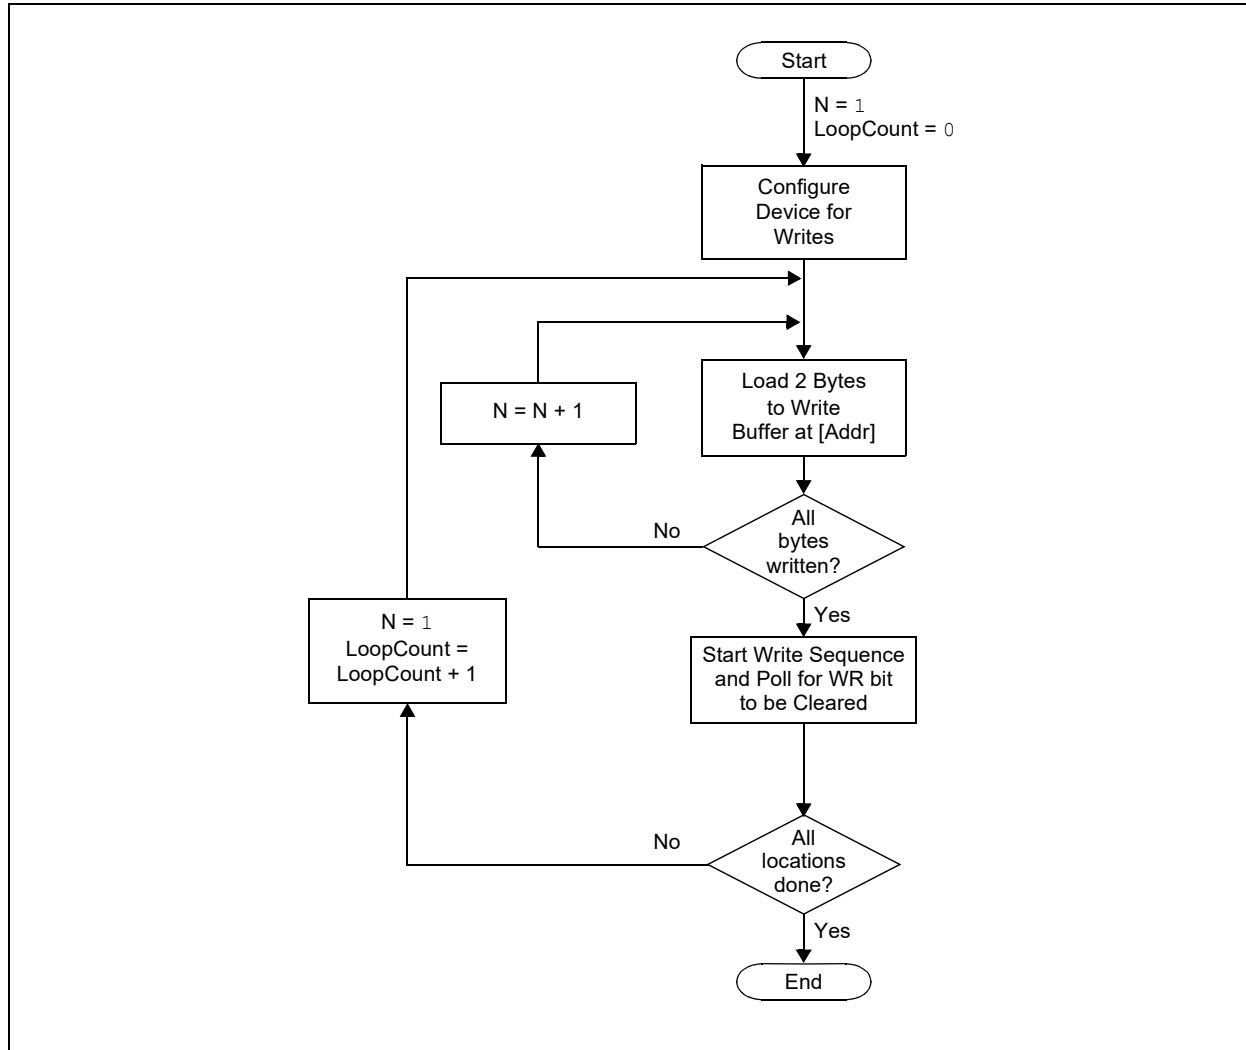 Start
N = 1
LoopCount = 0
Configure
Device for
Writes
N = N + 1
Load 2 Bytes
to Write
Buffer at [Addr]
No
All
bytes
written?
Yes
N = 1
LoopCount =
LoopCount + 1
Start Write Sequence
and Poll for WR bit
to be Cleared
No
All
locations
done?
Yes
End